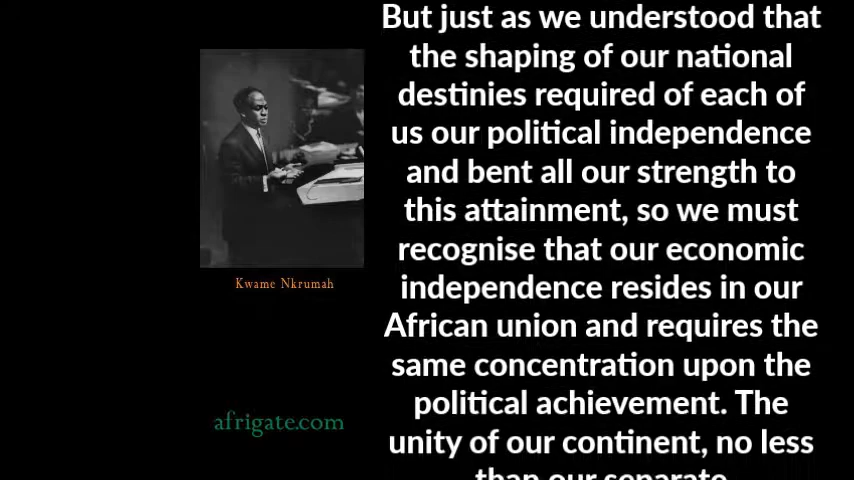 But just as we understood that
the shaping of our national
destinies required of each of
us our political independence
and bent all our strength to
this attainment, so we must
recognise that our economic
independence resides in our
African union and requires the
same concentration upon the
political achievement. The
unity of our continent, no less
than our separate
Kwame Nkrumah
afrigate.com